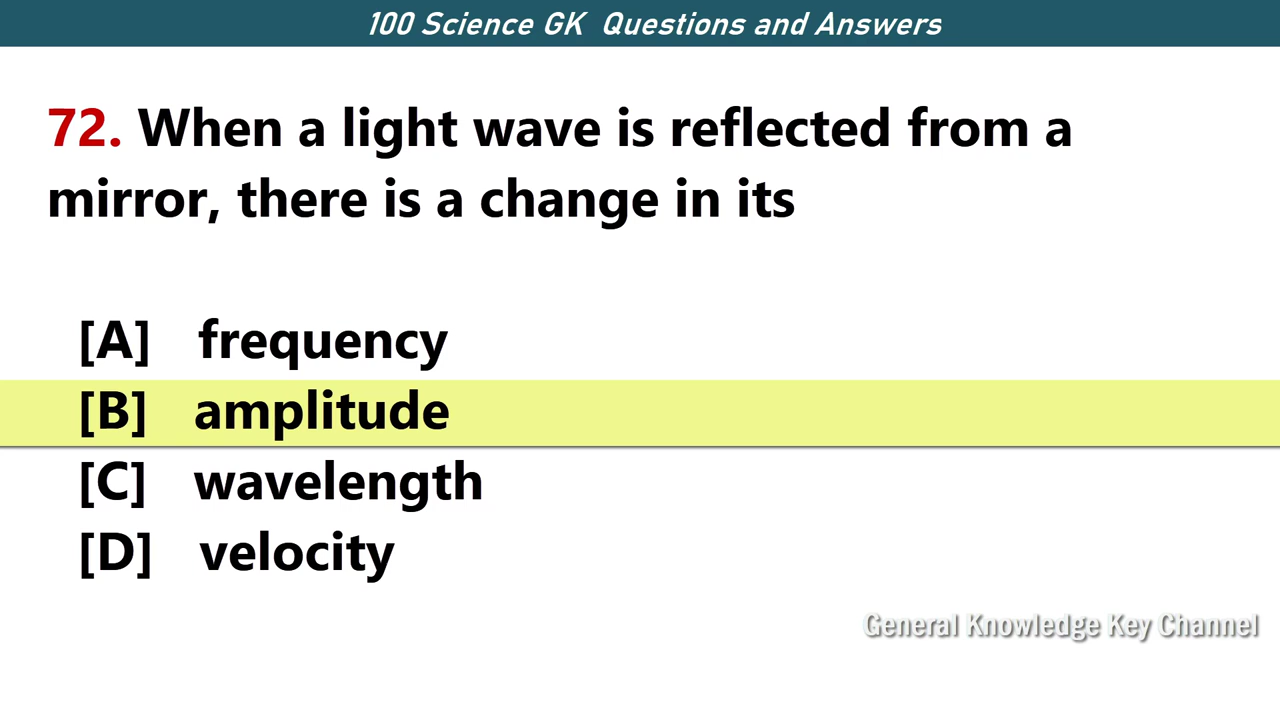 100 Science GK Questions and Answers
72. When a light wave is reflected from a
mirror, there is a change in its
[A] frequency
[B] amplitude
[C] wavelength
[D] velocity
General Knowledge Key Channel